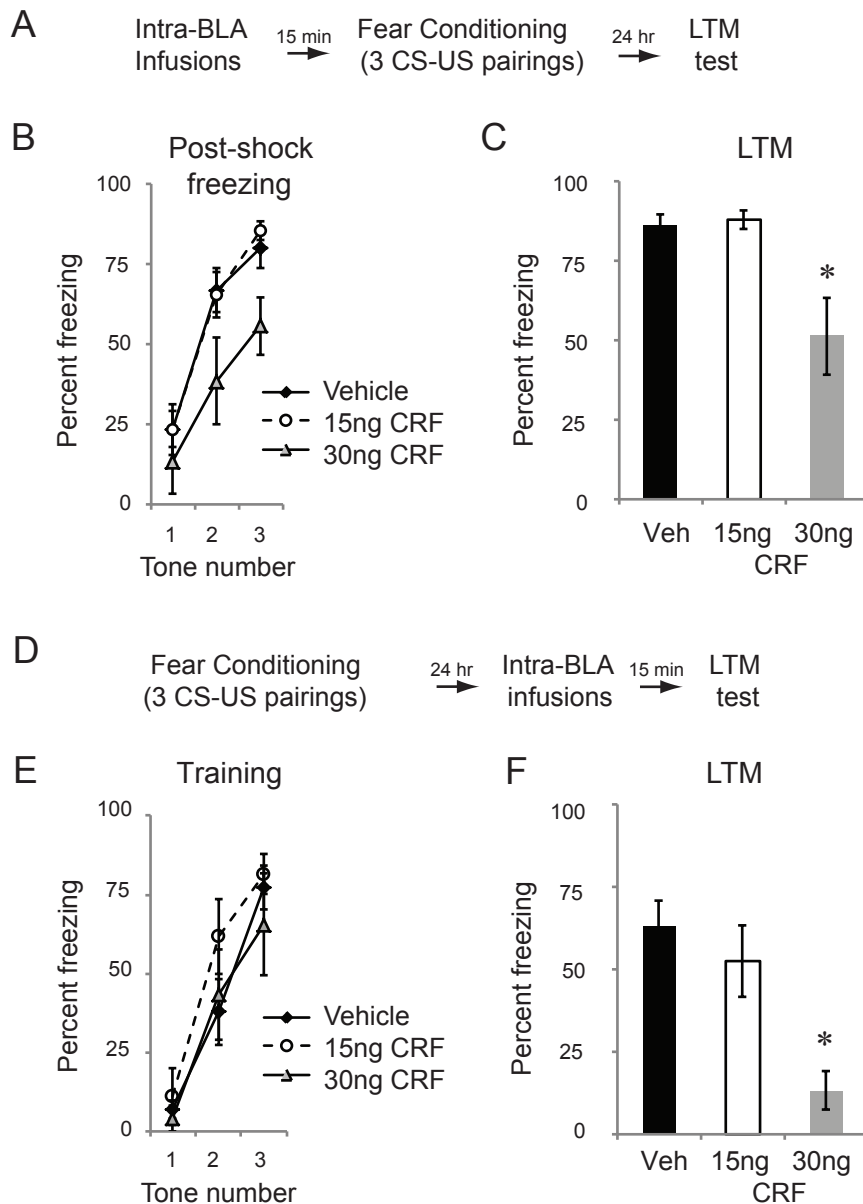 A
Intra-BLA
Infusions
15 min
Fear Conditioning
(3 CS-US pairings)
24 hr
LTM
test
B
Post-shock
freezing
100
75
50
25
0
Percent freezing
1 2 3
Tone number
Vehicle
15ng CRF
30ng CRF
C
LTM
100
75
50
25
0
Percent freezing
*
Veh 15ng 30ng
CRF
D
Fear Conditioning
(3 CS-US pairings)
24 hr
Intra-BLA
infusions
15 min
LTM
test
E
Training
100
75
50
25
0
Percent freezing
1 2 3
Tone number
Vehicle
15ng CRF
30ng CRF
F
LTM
100
75
50
25
0
Percent freezing
*
Veh 15ng 30ng
CRF